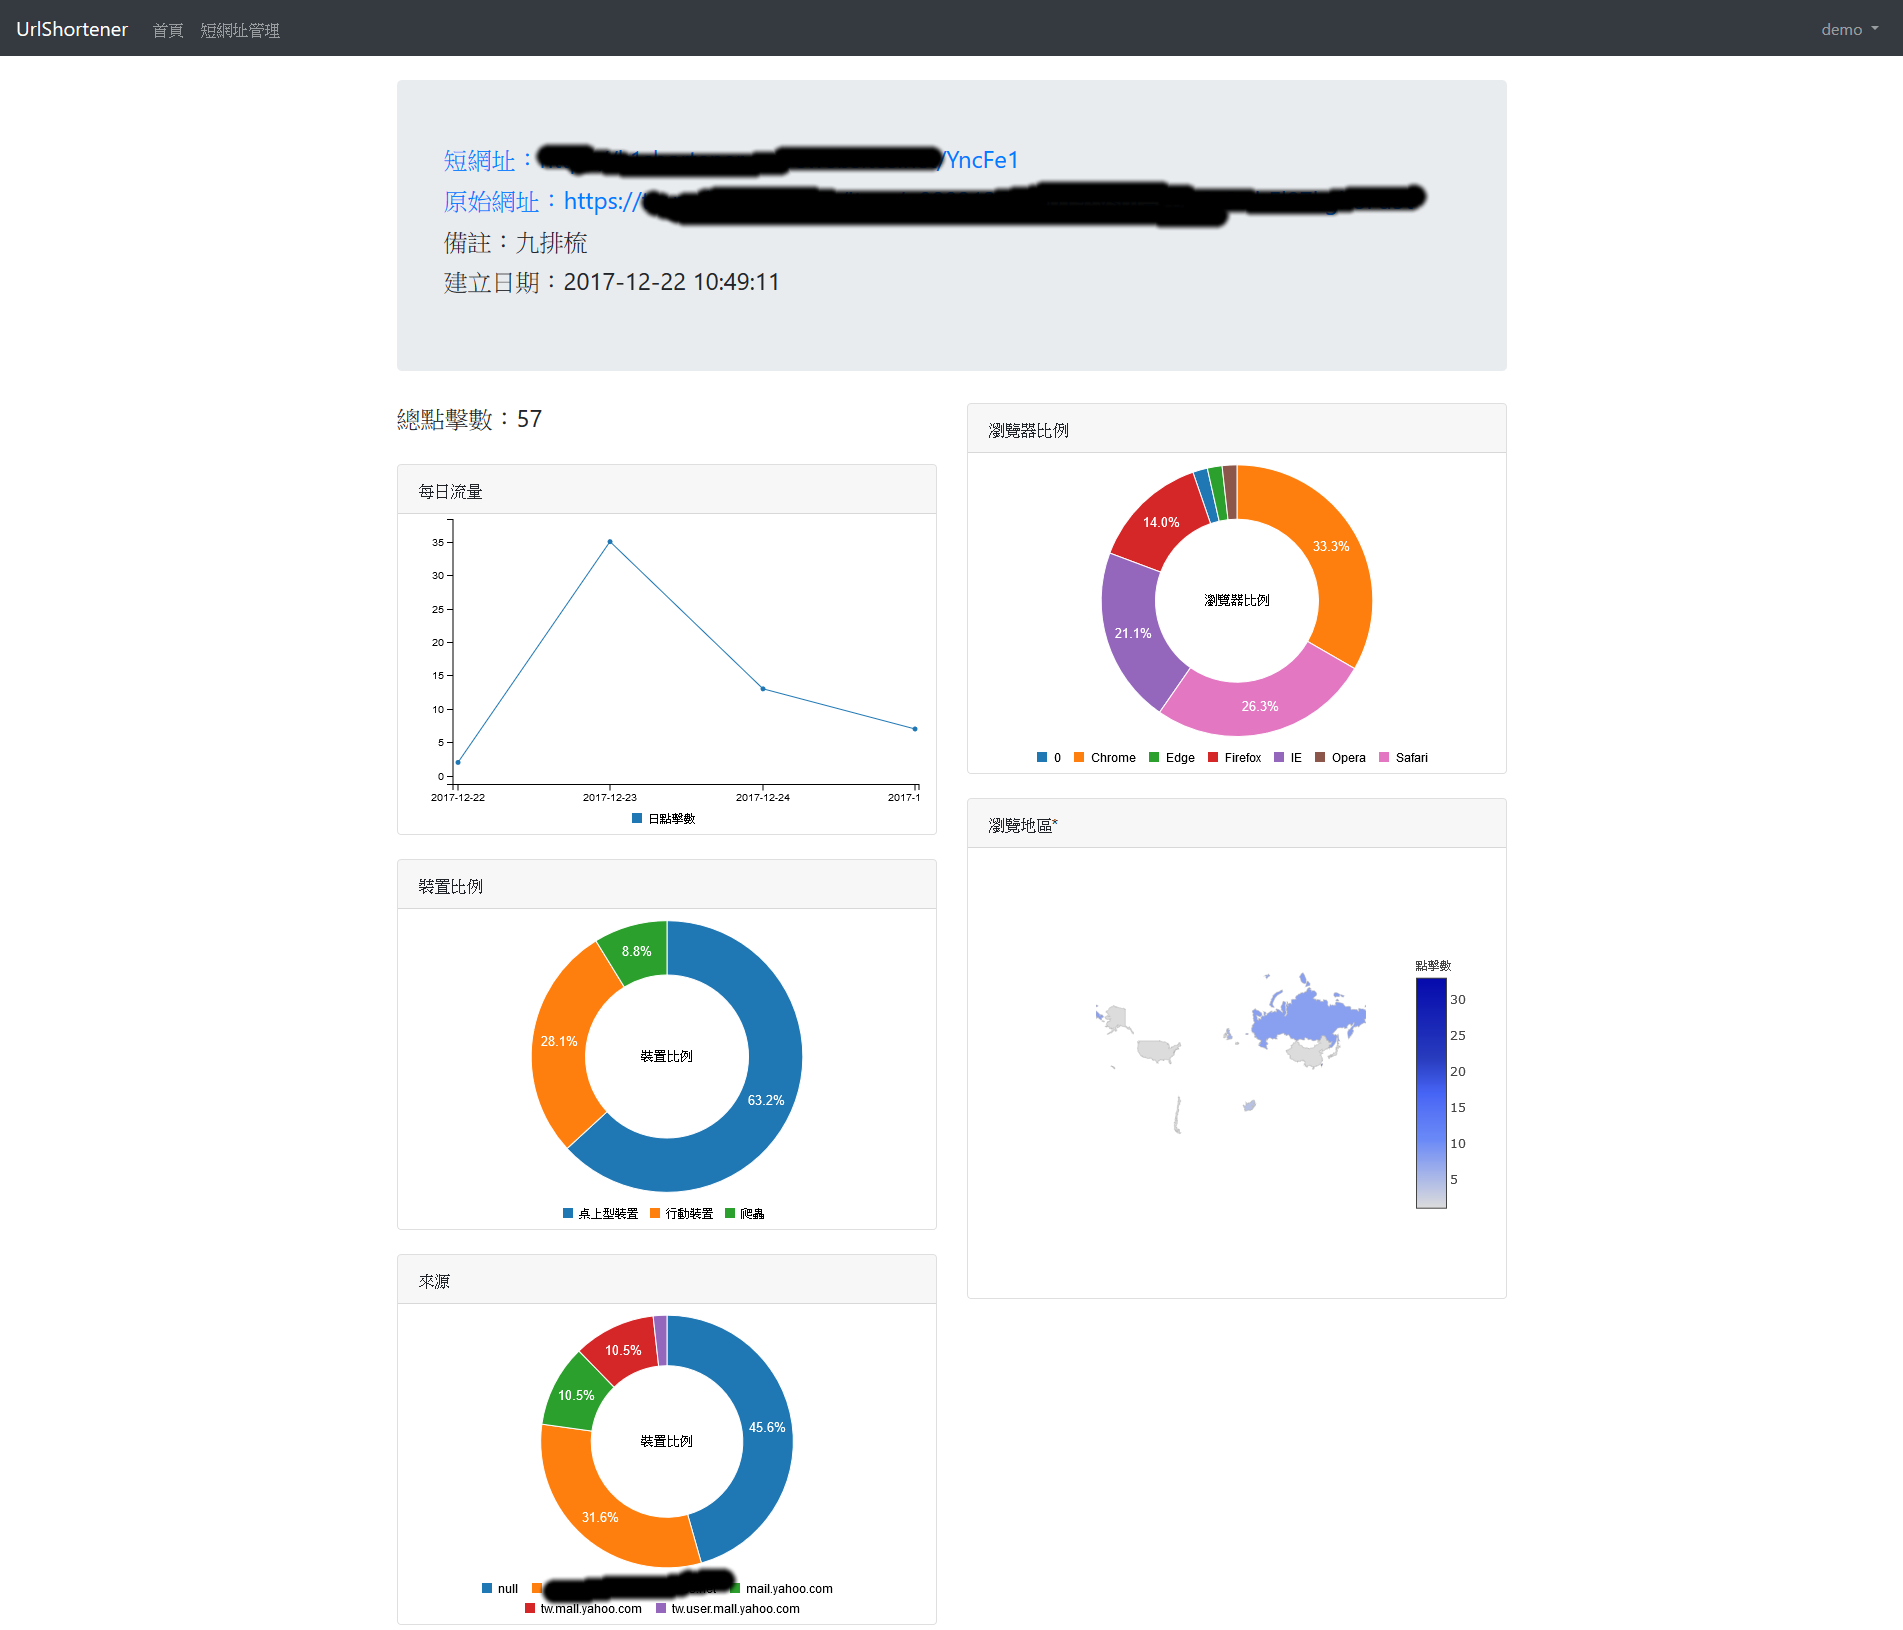 UrlShortener 首頁 短網址管理 demo
短網址：/YncFe1
原始網址：https://
備註：九排梳
建立日期：2017-12-22 10:49:11
總點擊數：57
每日流量
35
30
25
20
15
10
5
0
2017-12-22 2017-12-23 2017-12-24 2017-1
日點擊數
裝置比例
8.8%
28.1%
裝置比例
63.2%
桌上型裝置 行動裝置 爬蟲
來源
10.5%
10.5%
45.6%
裝置比例
31.6%
null mail.yahoo.com
tw.mall.yahoo.com tw.user.mall.yahoo.com
瀏覽器比例
14.0%
33.3%
瀏覽器比例
21.1%
26.3%
0 Chrome Edge Firefox IE Opera Safari
瀏覽地區*
點擊數
30
25
20
15
10
5